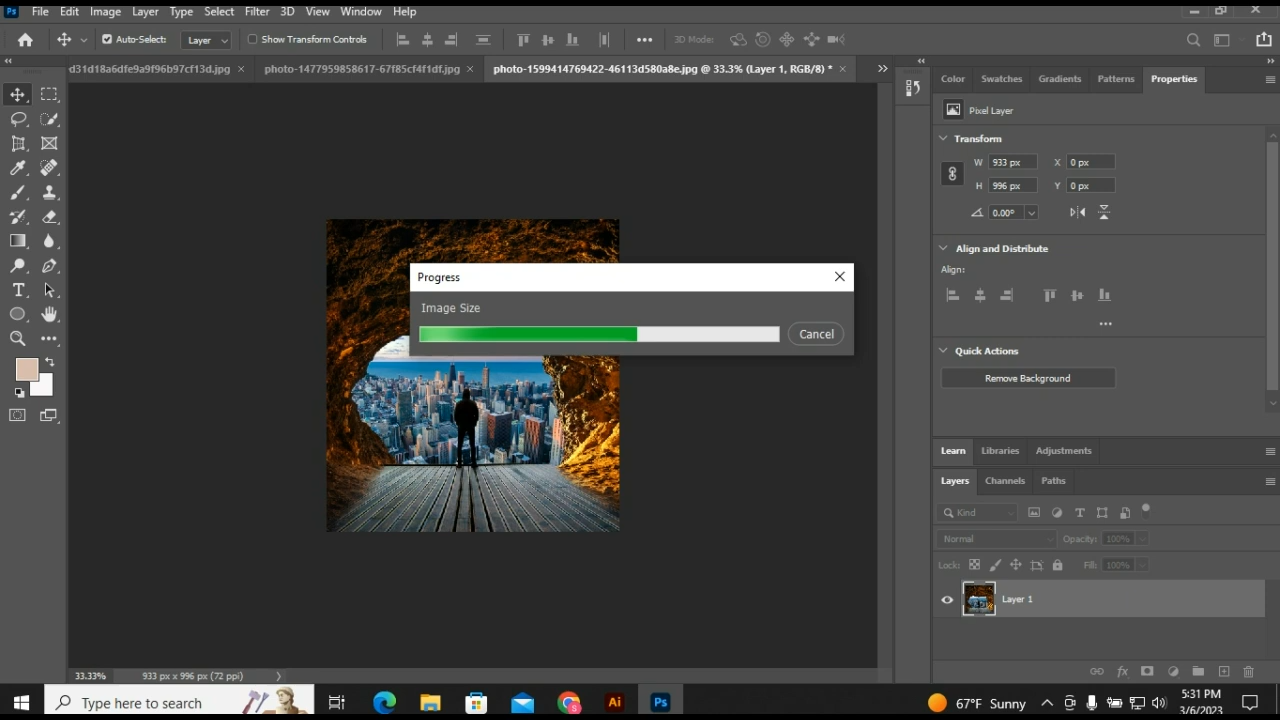 Ps File Edit Image Layer Type Select Filter 3D View Window Help
Auto-Select: Layer Show Transform Controls 3D Mode:
d31d18a6dfe9a9f96b97cf13d.jpg photo-1477959858617-67f85cf4f1df.jpg photo-1599414769422-46113d580a8e.jpg @ 33.3% (Layer 1, RGB/8) *
Color Swatches Gradients Patterns Properties
Pixel Layer
Transform
W 933 px X 0 px
H 996 px Y 0 px
0.00°
Align and Distribute
Align:
Quick Actions
Remove Background
Progress
Image Size
Cancel
Learn Libraries Adjustments
Layers Channels Paths
Kind
Normal Opacity: 100%
Lock: Fill: 100%
Layer 1
33.33% 933 px x 996 px (72 ppi)
Type here to search
Ai Ps
67°F Sunny
5:31 PM
3/6/2023